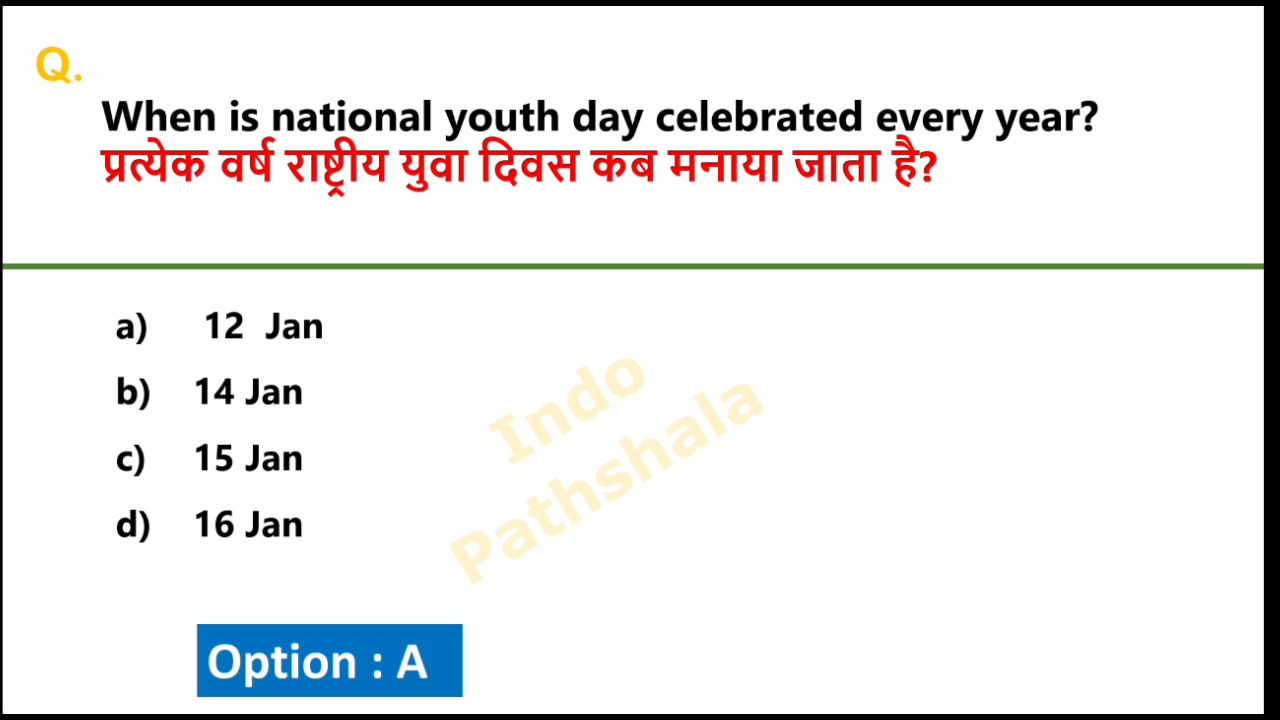 Q.
When is national youth day celebrated every year?
प्रत्येक वर्ष राष्ट्रीय युवा दिवस कब मनाया जाता है?
a) 12 Jan
b) 14 Jan
c) 15 Jan
d) 16 Jan
Indo
Pathshala
Option : A